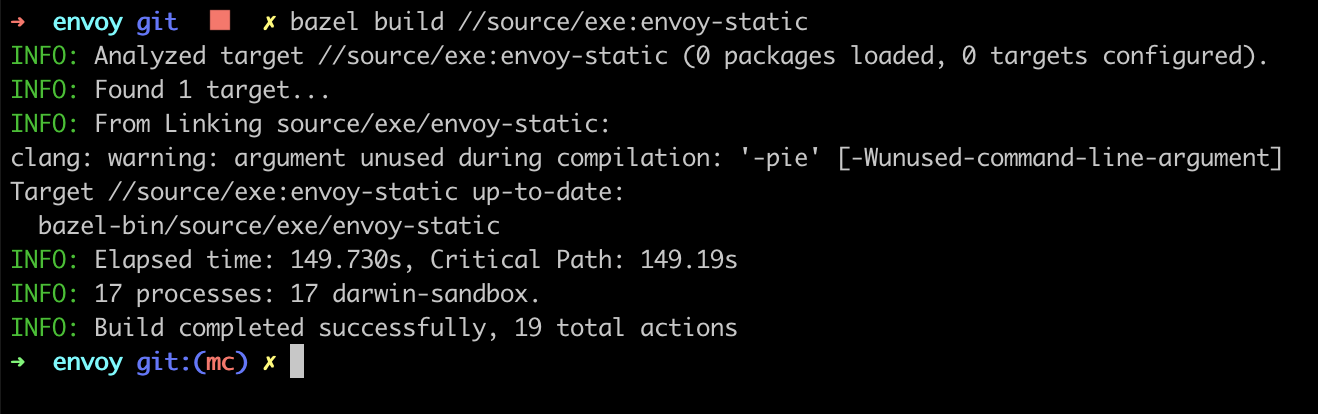 ➜ envoy git ✗ bazel build //source/exe:envoy-static
INFO: Analyzed target //source/exe:envoy-static (0 packages loaded, 0 targets configured).
INFO: Found 1 target...
INFO: From Linking source/exe/envoy-static:
clang: warning: argument unused during compilation: '-pie' [-Wunused-command-line-argument]
Target //source/exe:envoy-static up-to-date:
  bazel-bin/source/exe/envoy-static
INFO: Elapsed time: 149.730s, Critical Path: 149.19s
INFO: 17 processes: 17 darwin-sandbox.
INFO: Build completed successfully, 19 total actions
➜ envoy git:(mc) ✗